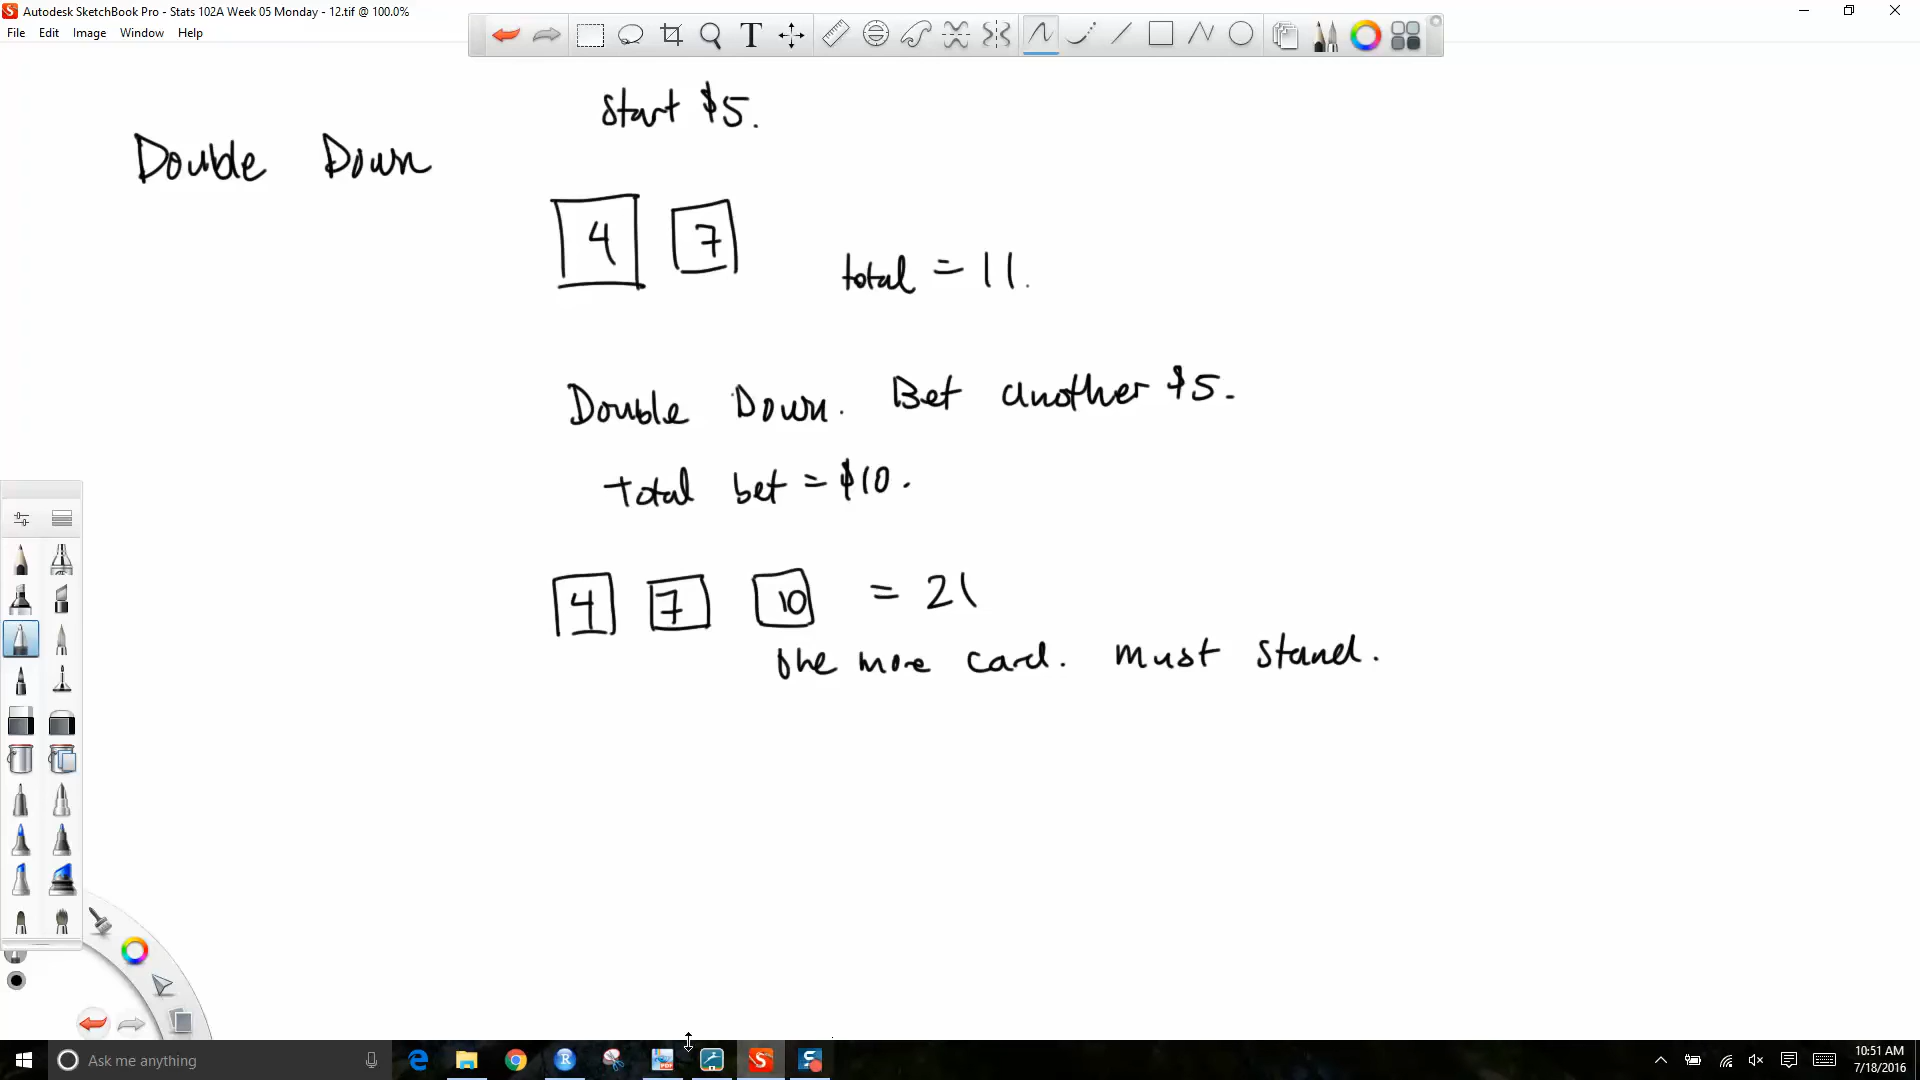 Autodesk SketchBook Pro - Stats 102A Week 05 Monday - 12.tif @ 100.0%
File Edit Image Window Help
T
Start $5.
Double Down
4 7
total = 11.
Double Down. Bet another $5.
Total bet = $10.
4 7 10 = 21
One more card. Must stand.
Ask me anything
10:51 AM
7/18/2016